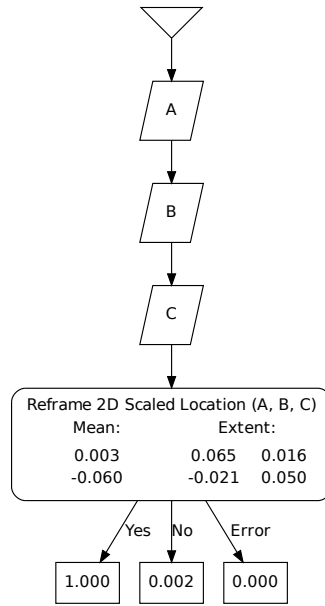 A
B
C
Reframe 2D Scaled Location (A, B, C)
Mean: Extent:
0.003 0.065 0.016
-0.060 -0.021 0.050
Yes No Error
1.000 0.002 0.000